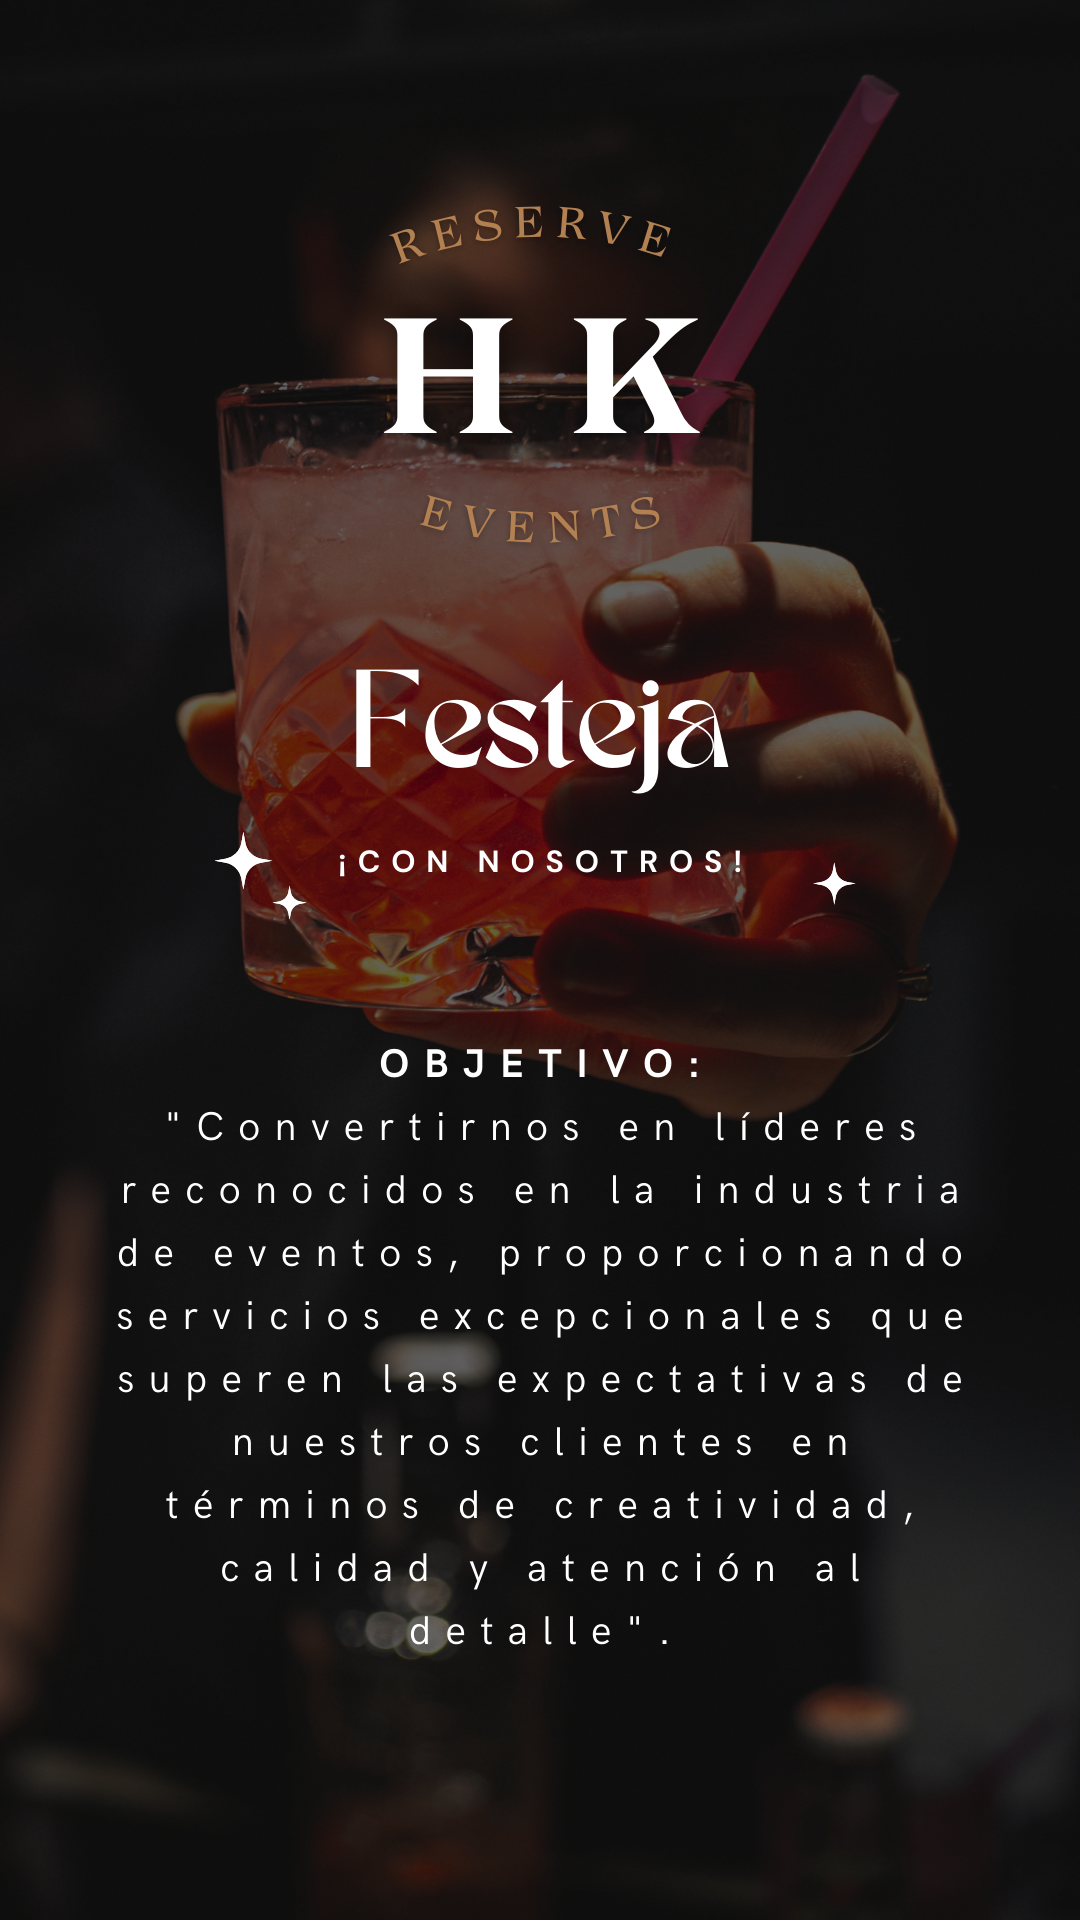 RESERVE
H K
EVENTS
Festeja
¡CON NOSOTROS!
OBJETIVO:
"Convertirnos en líderes
reconocidos en la industria
de eventos, proporcionando
servicios excepcionales que
superen las expectativas de
nuestros clientes en
términos de creatividad,
calidad y atención al
detalle".